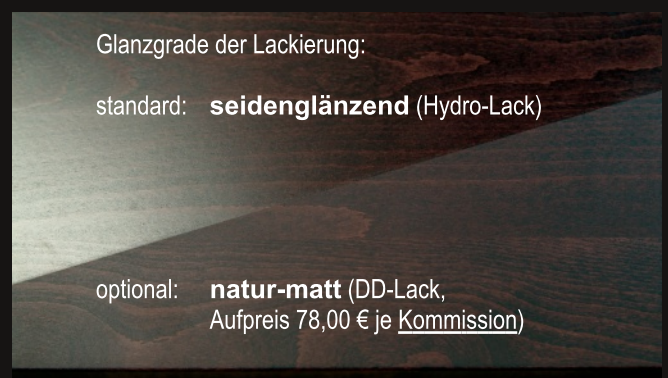 Glanzgrade der Lackierung:
standard: seidenglänzend (Hydro-Lack)
optional: natur-matt (DD-Lack,
Aufpreis 78,00 € je Kommission)